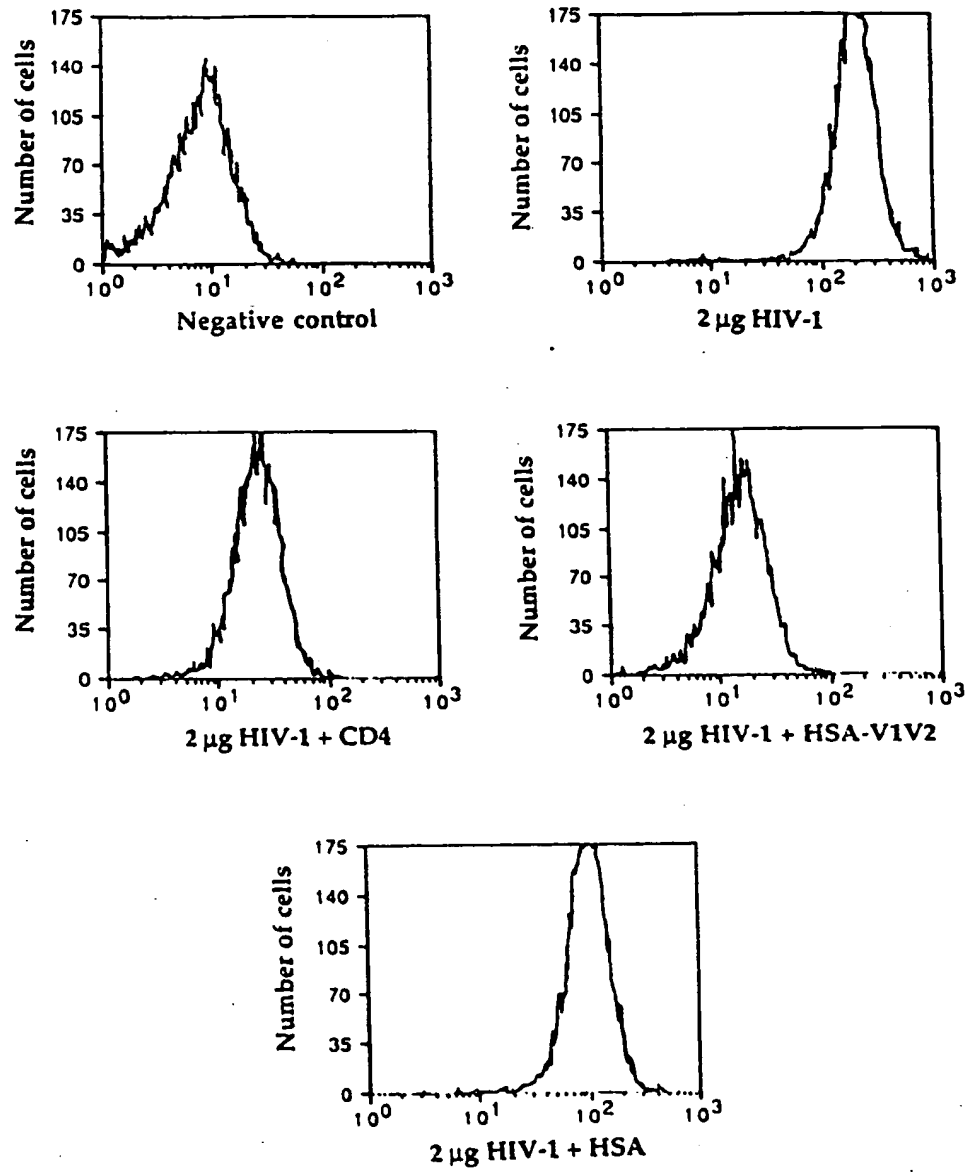 175
140
105
70
35
0
Number of cells
10^0 10^1 10^2 10^3
Negative control
175
140
105
70
35
0
Number of cells
10^0 10^1 10^2 10^3
2 µg HIV-1
175
140
105
70
35
0
Number of cells
10^0 10^1 10^2 10^3
2 µg HIV-1 + CD4
175
140
105
70
35
0
Number of cells
10^0 10^1 10^2 10^3
2 µg HIV-1 + HSA-V1V2
175
140
105
70
35
0
Number of cells
10^0 10^1 10^2 10^3
2 µg HIV-1 + HSA